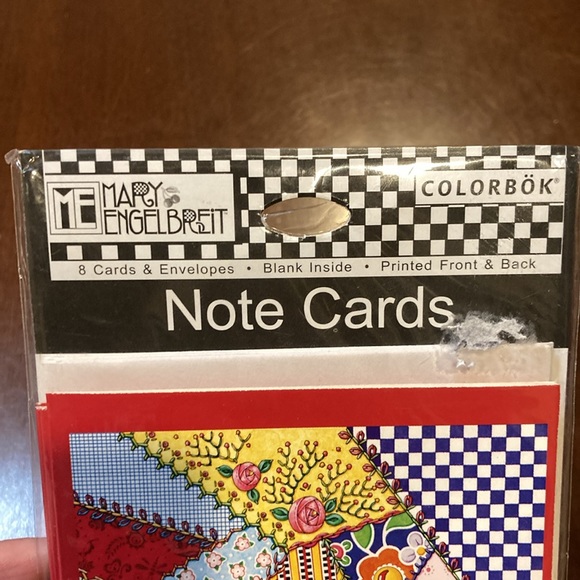 ME
MARY
ENGELBREIT
COLORBÖK®
8 Cards & Envelopes • Blank Inside • Printed Front & Back
Note Cards